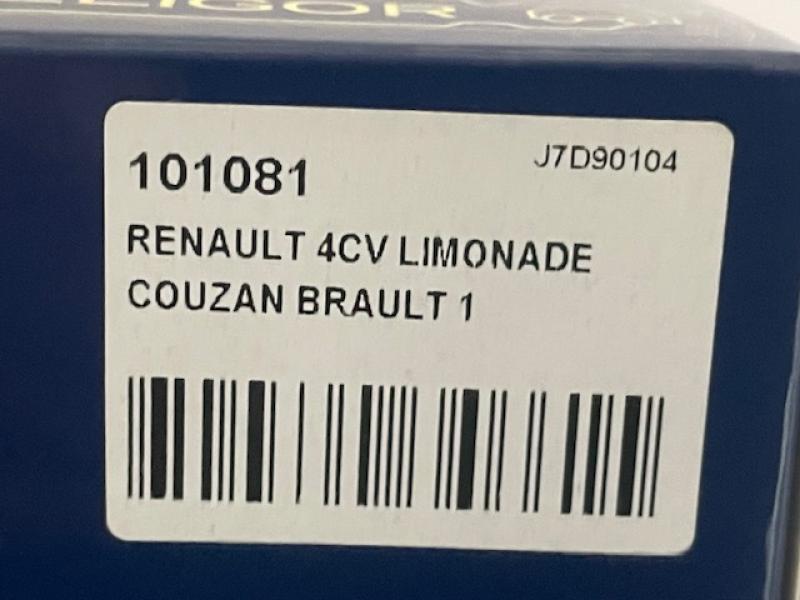 101081
J7D90104
RENAULT 4CV LIMONADE
COUZAN BRAULT 1